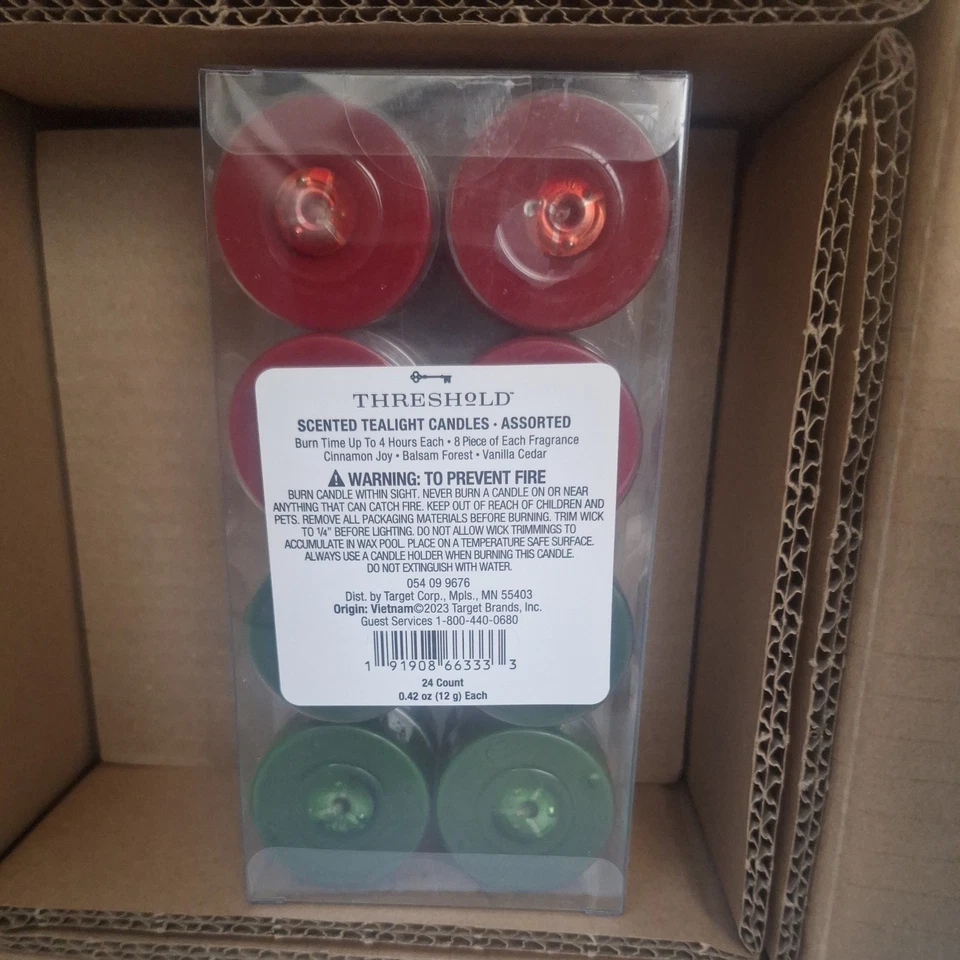 THRESHOLD™
SCENTED TEALIGHT CANDLES • ASSORTED
Burn Time Up To 4 Hours Each • 8 Piece of Each Fragrance
Cinnamon Joy • Balsam Forest • Vanilla Cedar
⚠ WARNING: TO PREVENT FIRE
BURN CANDLE WITHIN SIGHT. NEVER BURN A CANDLE ON OR NEAR
ANYTHING THAT CAN CATCH FIRE. KEEP OUT OF REACH OF CHILDREN AND
PETS. REMOVE ALL PACKAGING MATERIALS BEFORE BURNING. TRIM WICK
TO 1/4" BEFORE LIGHTING. DO NOT ALLOW WICK TRIMMINGS TO
ACCUMULATE IN WAX POOL. PLACE ON A TEMPERATURE SAFE SURFACE.
ALWAYS USE A CANDLE HOLDER WHEN BURNING THIS CANDLE.
DO NOT EXTINGUISH WITH WATER.
054 09 9676
Dist. by Target Corp., Mpls., MN 55403
Origin: Vietnam©2023 Target Brands, Inc.
Guest Services 1-800-440-0680
1 91908 66333 3
24 Count
0.42 oz (12 g) Each